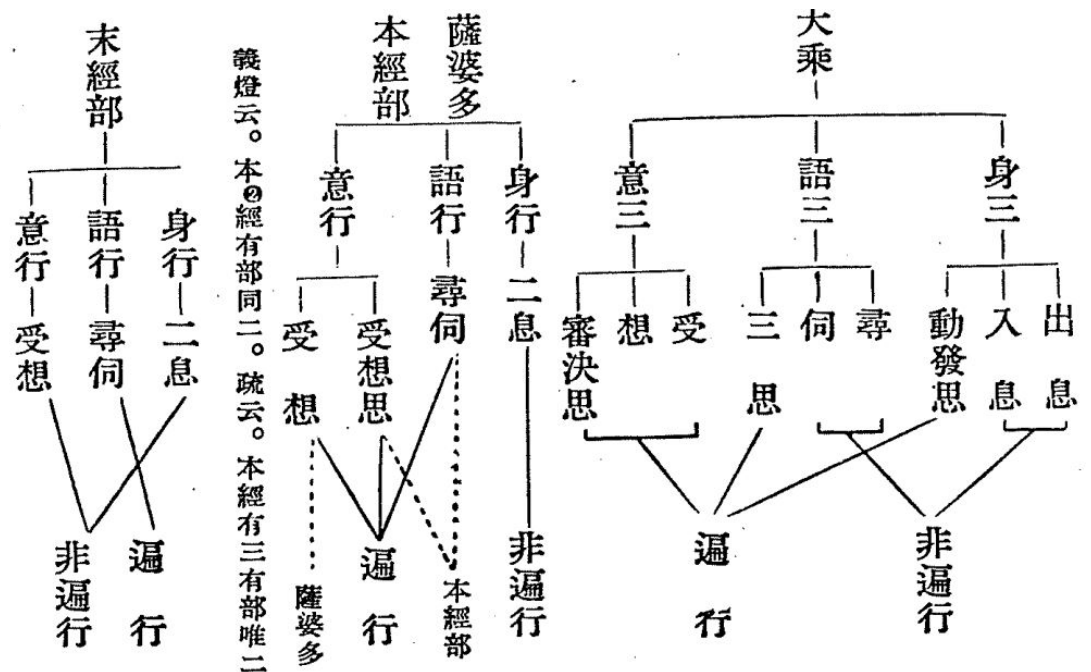 大乘
身三
語三
意三
出息
入息
動發思
尋
伺
三思
受
想
審決思
非遍行
遍行
薩婆多
本經部
身行
語行
意行
二息
尋伺
受想思
受想
非遍行
本經部
遍行
薩婆多
義燈云。本❷經有部同二。疏云。本經有三有部唯二
末經部
身行
語行
意行
二息
尋伺
受想
遍行
非遍行